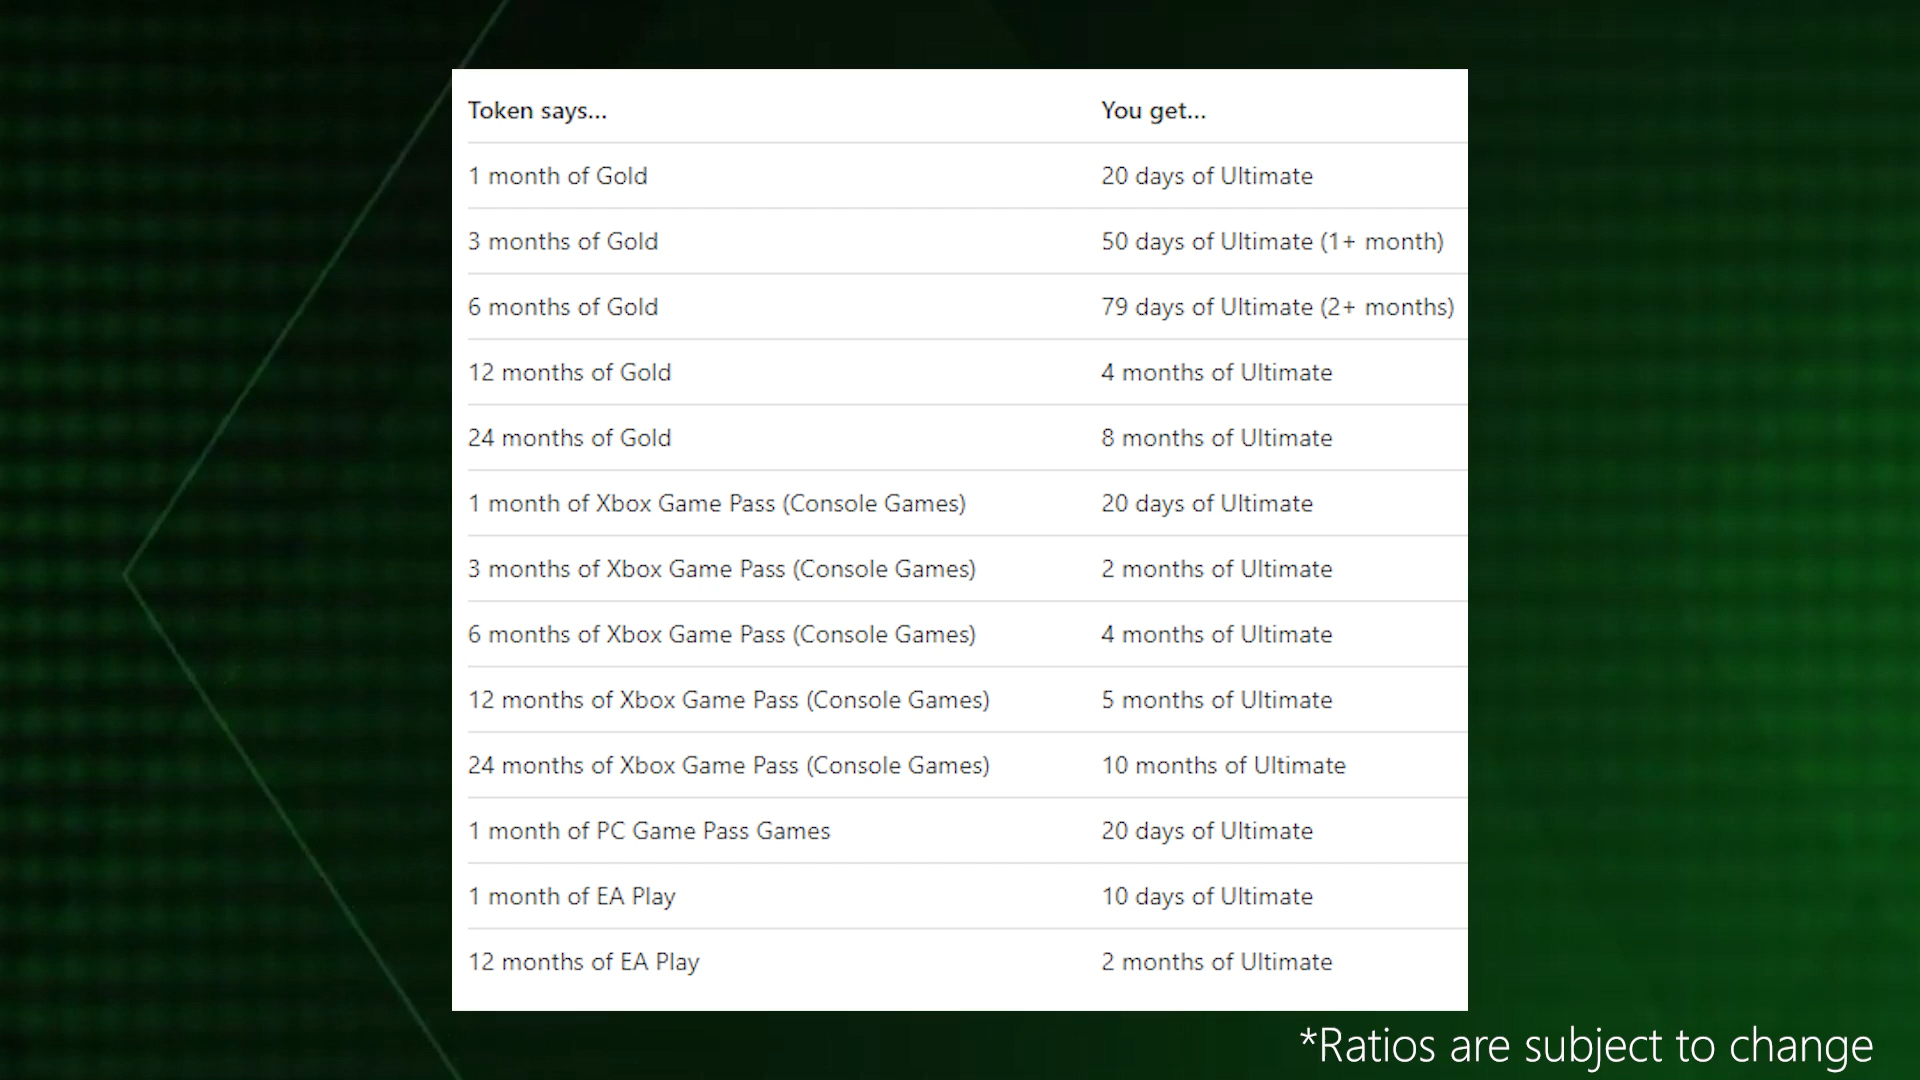 Token says... You get...
1 month of Gold 20 days of Ultimate
3 months of Gold 50 days of Ultimate (1+ month)
6 months of Gold 79 days of Ultimate (2+ months)
12 months of Gold 4 months of Ultimate
24 months of Gold 8 months of Ultimate
1 month of Xbox Game Pass (Console Games) 20 days of Ultimate
3 months of Xbox Game Pass (Console Games) 2 months of Ultimate
6 months of Xbox Game Pass (Console Games) 4 months of Ultimate
12 months of Xbox Game Pass (Console Games) 5 months of Ultimate
24 months of Xbox Game Pass (Console Games) 10 months of Ultimate
1 month of PC Game Pass Games 20 days of Ultimate
1 month of EA Play 10 days of Ultimate
12 months of EA Play 2 months of Ultimate
*Ratios are subject to change